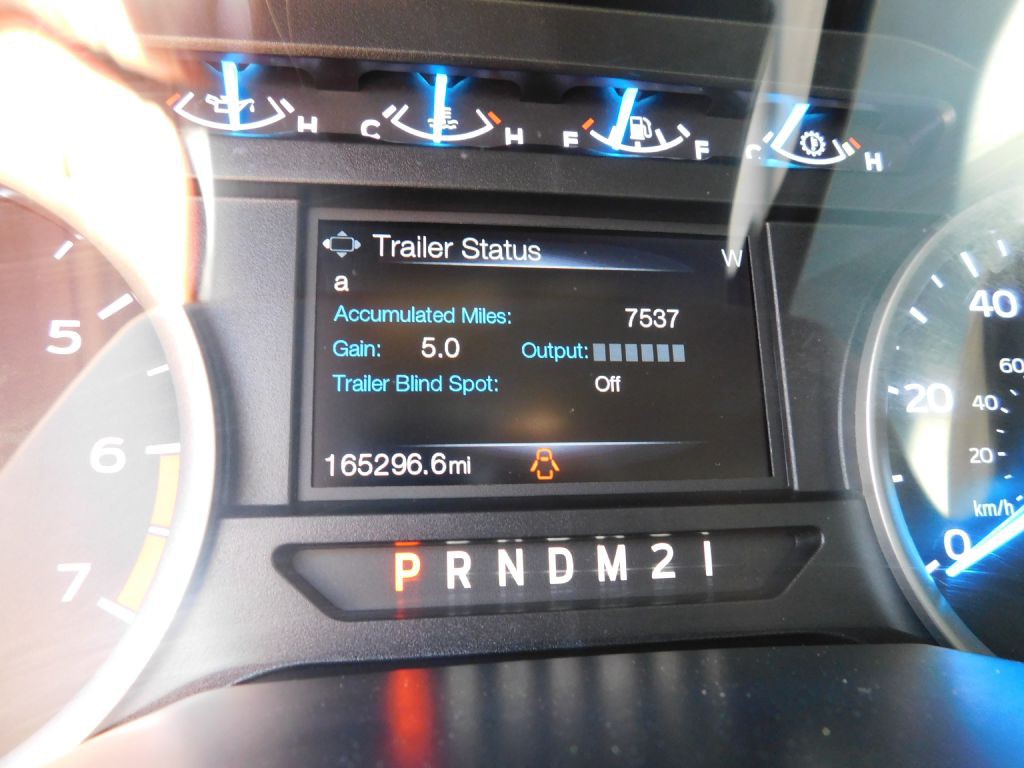 H C H E F C H
Trailer Status W
a
Accumulated Miles: 7537
Gain: 5.0 Output:
Trailer Blind Spot: Off
165296.6mi
P R N D M 2 1
5
6
7
40
20
0
60
40
20
km/h